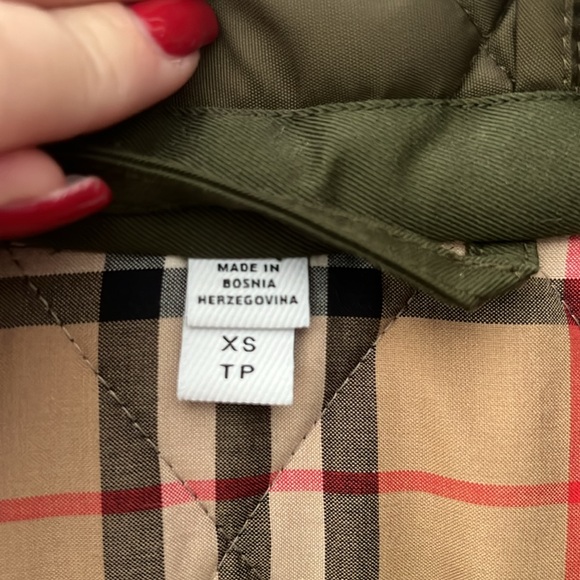 MADE IN
BOSNIA
HERZEGOVINA
XS
TP